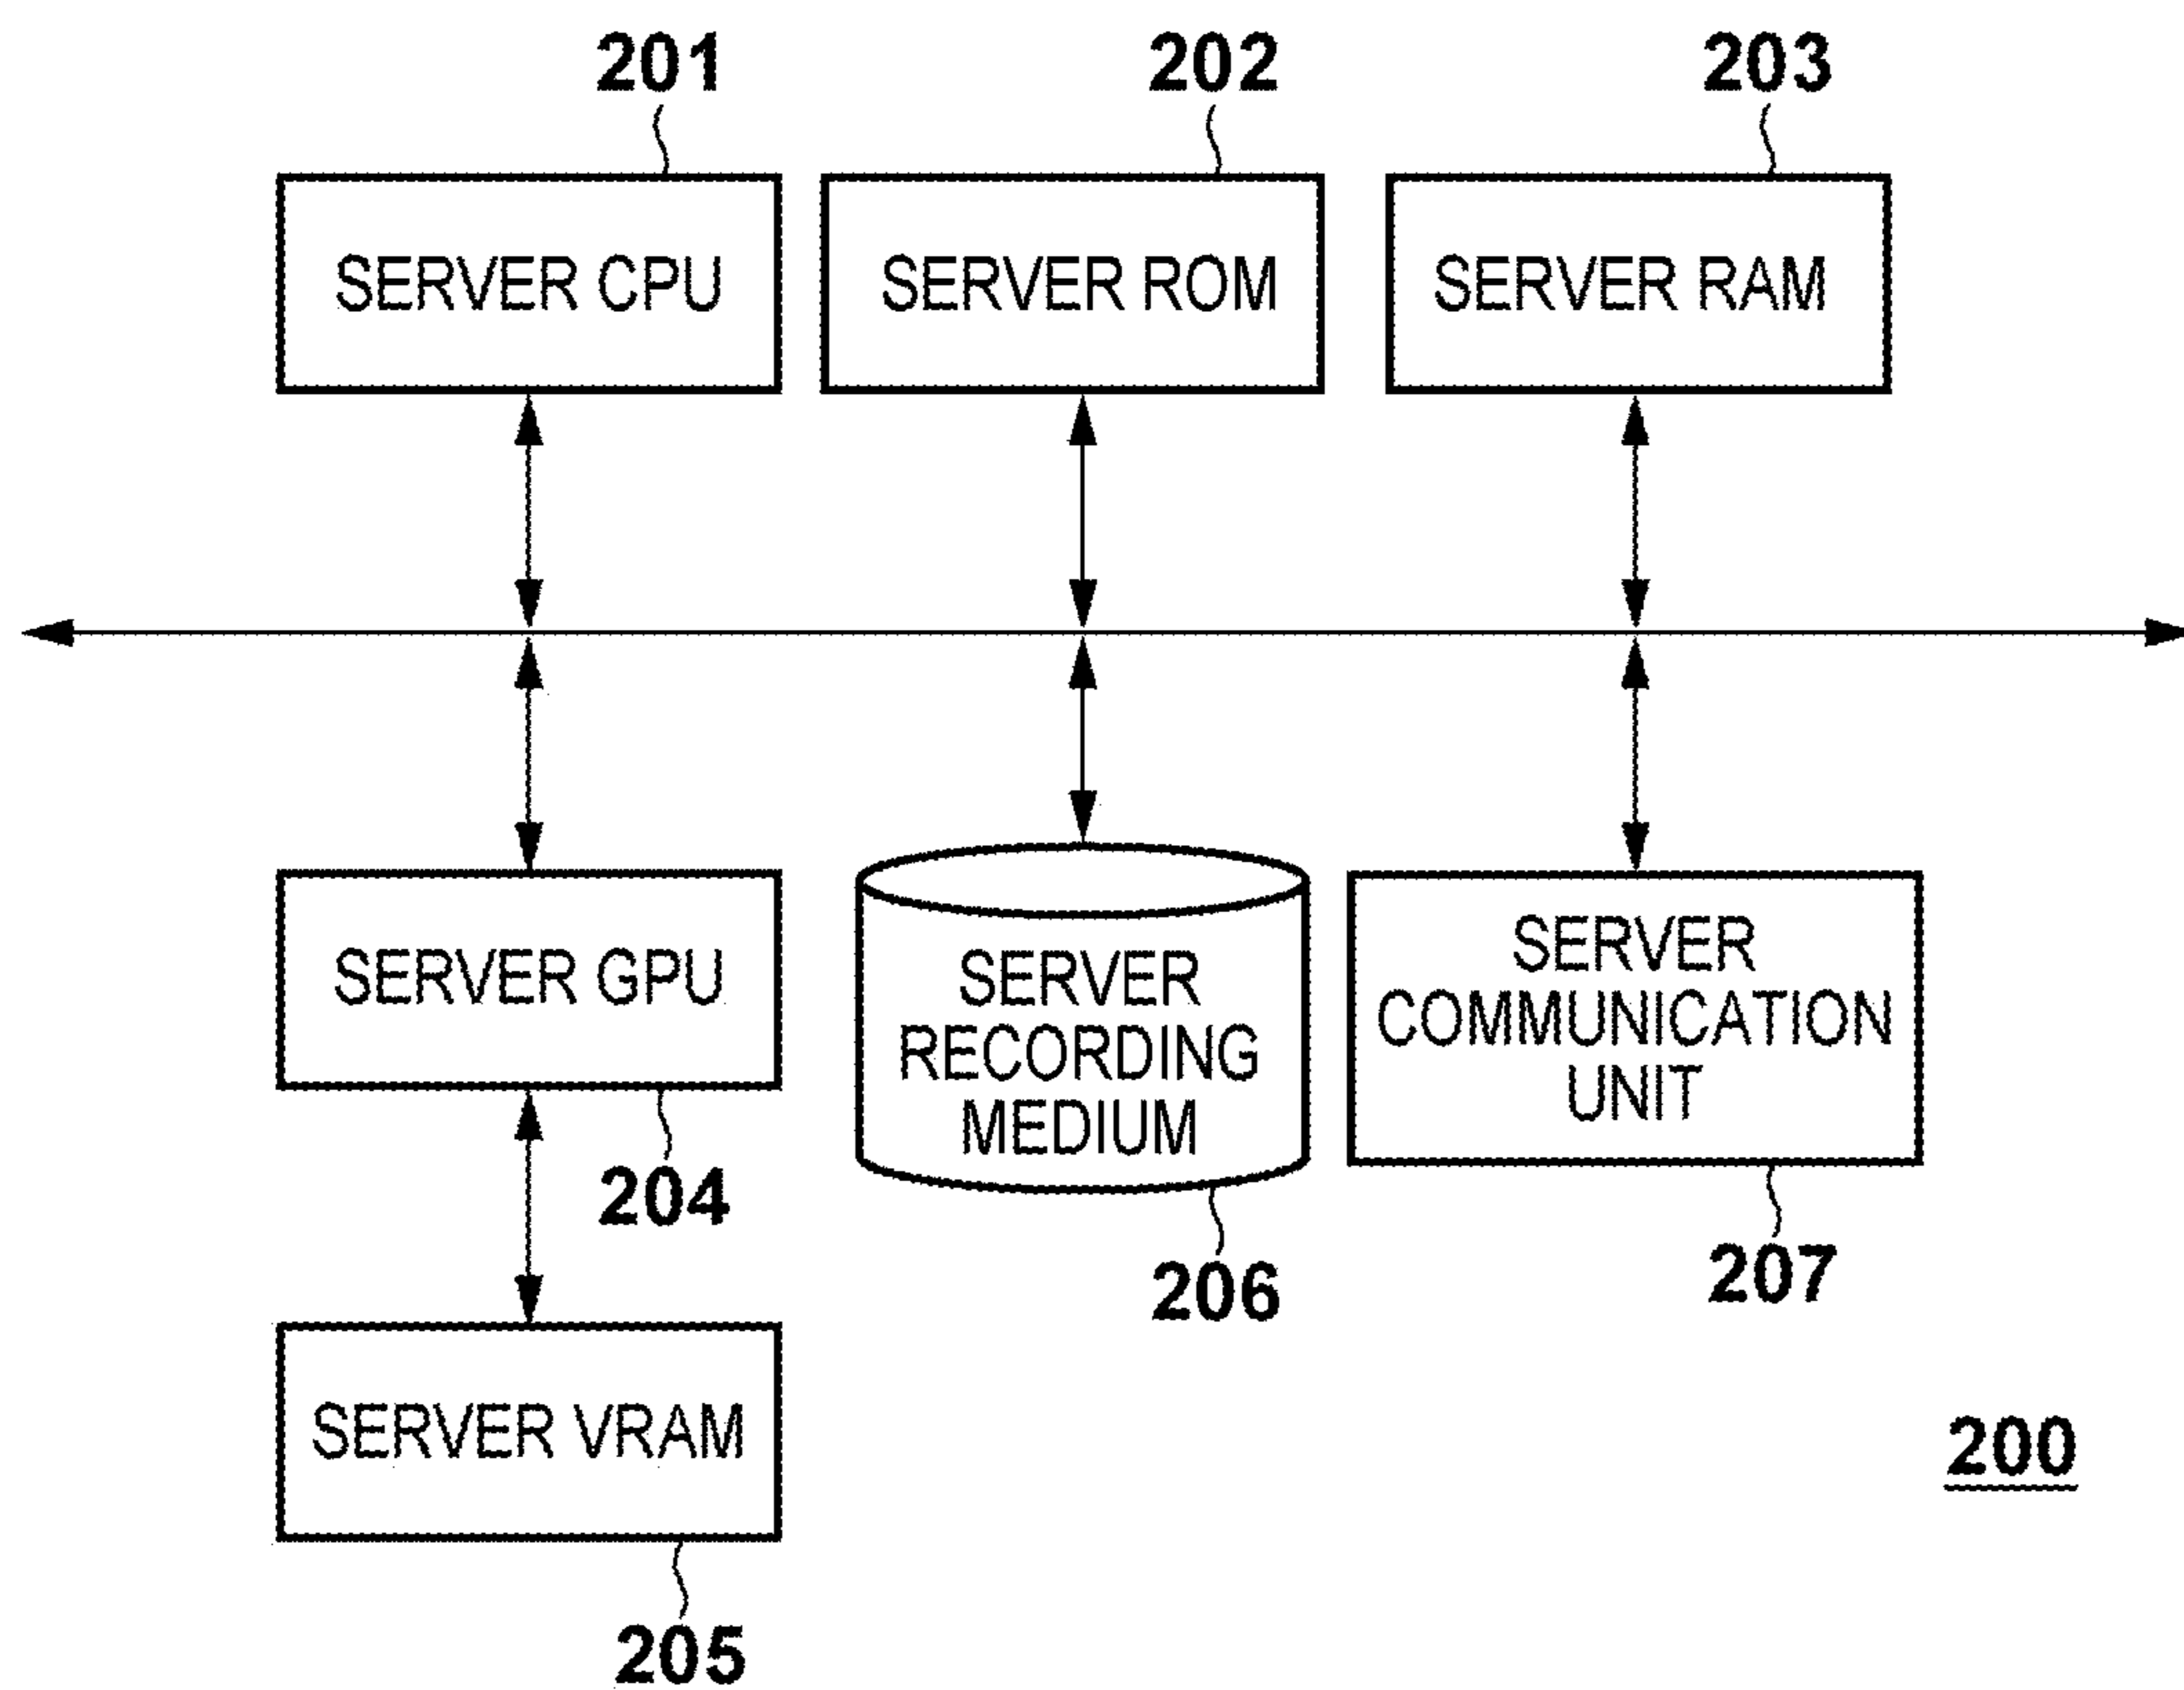 201
202
203
SERVER CPU
SERVER ROM
SERVER RAM
SERVER GPU
204
SERVER
RECORDING
MEDIUM
206
SERVER
COMMUNICATION
UNIT
207
SERVER VRAM
205
200